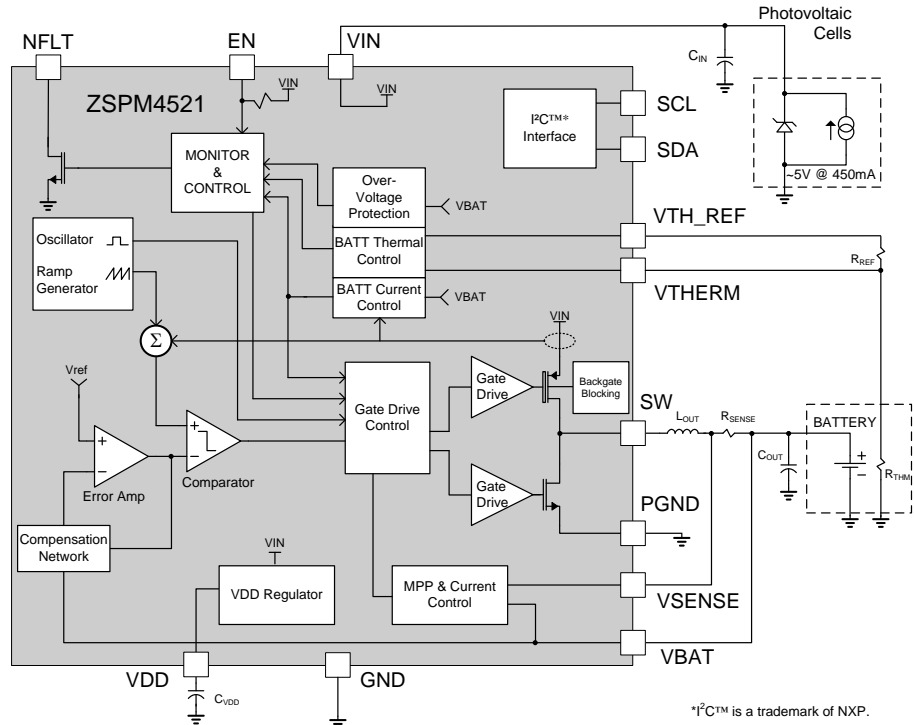 Photovoltaic
Cells
NFLT
EN
VIN
CIN
ZSPM4521
VIN
VIN
I²C™*
Interface
SCL
SDA
~5V @ 450mA
MONITOR
&
CONTROL
Over-
Voltage
Protection
VBAT
BATT Thermal
Control
BATT Current
Control
VBAT
VTH_REF
RREF
VTHERM
Oscillator
Ramp
Generator
Σ
VIN
Vref
Gate Drive
Control
Gate
Drive
Backgate
Blocking
SW
LOUT
RSENSE
BATTERY
+
–
COUT
RTHM
+
–
Error Amp
+
–
Comparator
Gate
Drive
PGND
Compensation
Network
VIN
VDD Regulator
MPP & Current
Control
VSENSE
VBAT
VDD
GND
CVDD
*I²C™ is a trademark of NXP.